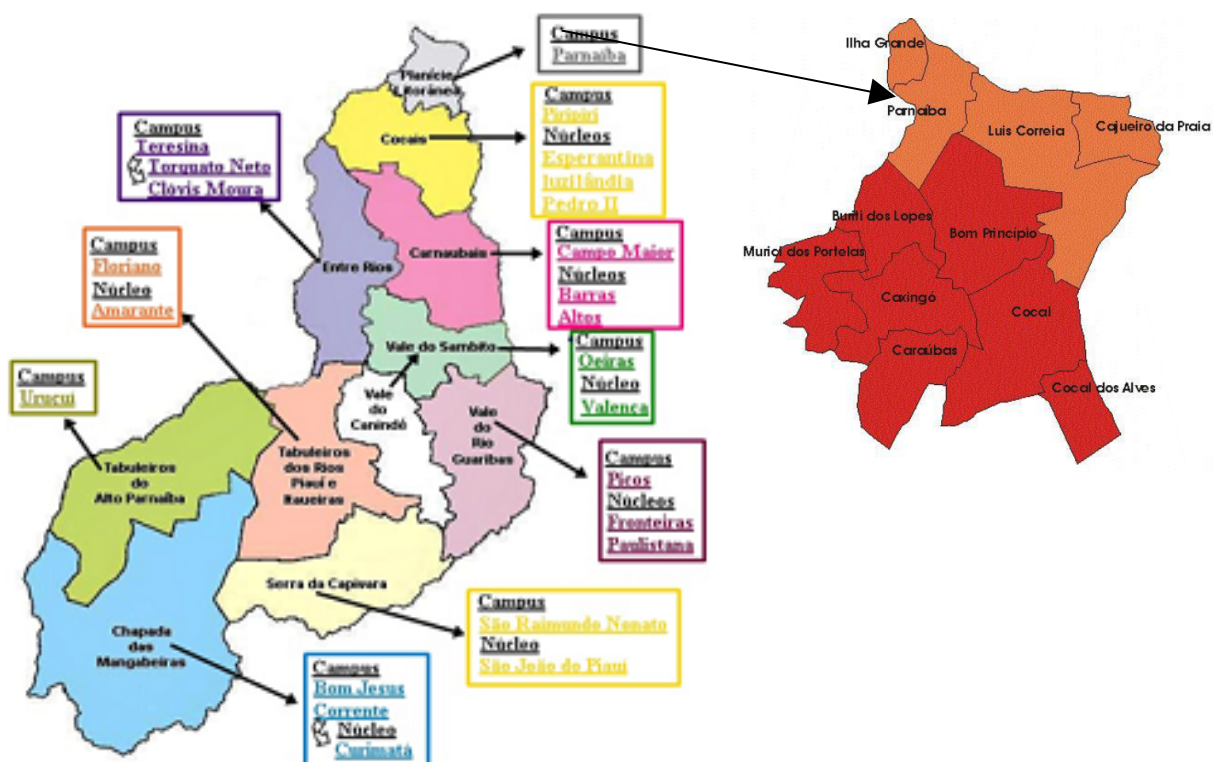 Campus
Parnaíba
Planície
Litorânea
Campus
Piripiri
Núcleos
Esperantina
luzilândia
Pedro II
Cocais
Campus
Teresina
Torquato Neto
Clóvis Moura
Campus
Campo Maior
Núcleos
Barras
Altos
Carnaubais
Entre Rios
Campus
Floriano
Núcleo
Amarante
Vale do Sambito
Campus
Oeiras
Núcleo
Valença
Campus
Uruçuí
Vale
do
Canindé
Vale
do
Rio
Guaribas
Tabuleiros
dos Rios
Piauí e
Itaueiras
Tabuleiros
do
Alto Parnaíba
Campus
Picos
Núcleos
Fronteiras
Paulistana
Serra da Capivara
Campus
São Raimundo Nonato
Núcleo
São João do Piauí
Chapada
das
Mangabeiras
Campus
Bom Jesus
Corrente
Núcleo
Curimatá
Ilha Grande
Parnaíba
Luis Correia
Cajueiro da Praia
Buriti dos Lopes
Bom Princípio
Murici dos Portelas
Caxingó
Cocal
Caraúbas
Cocal dos Alves